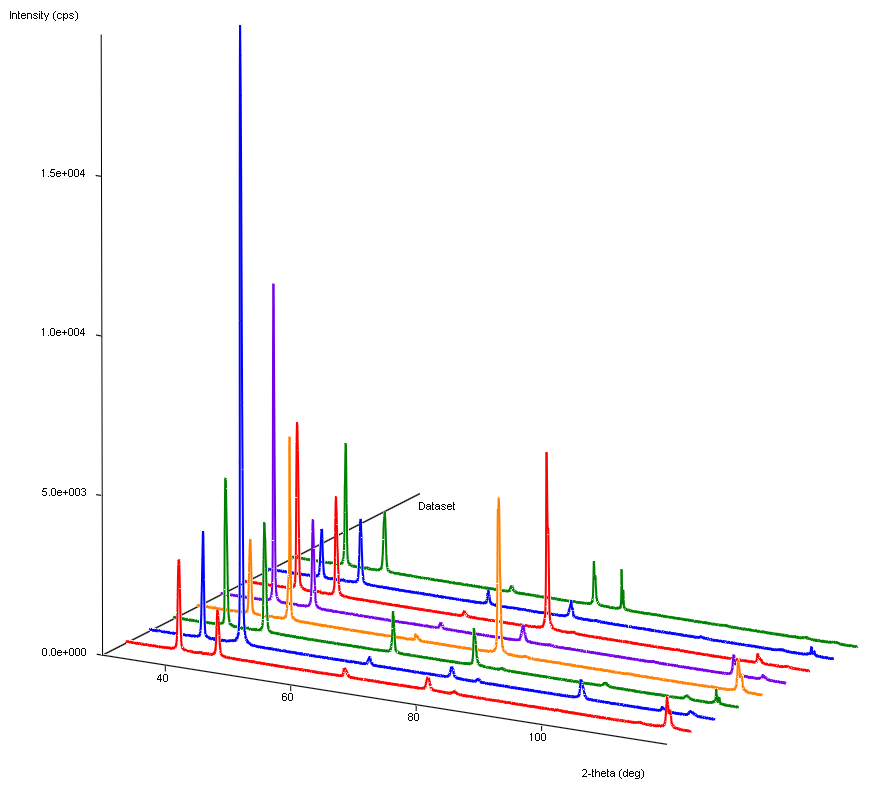 Intensity (cps)
1.5e+004
1.0e+004
5.0e+003
Dataset
0.0e+000
40
60
80
100
2-theta (deg)